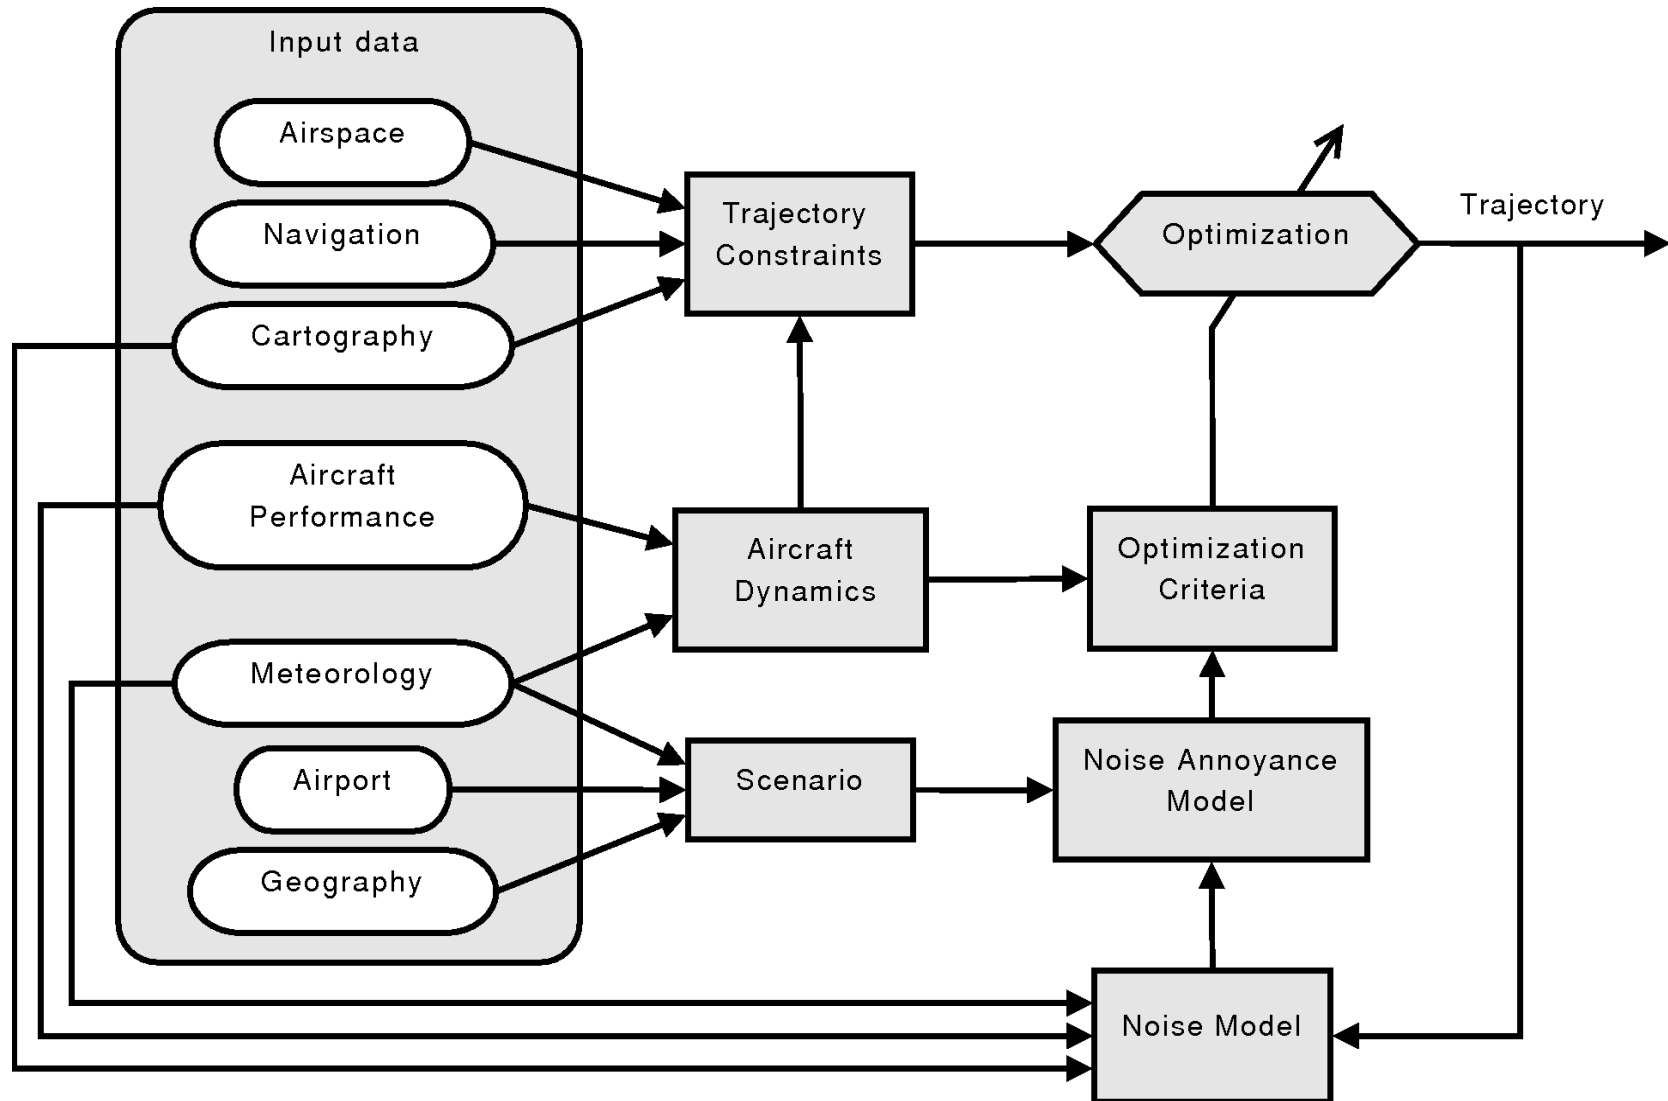 Input data
Airspace
Navigation
Cartography
Aircraft
Performance
Meteorology
Airport
Geography
Trajectory
Constraints
Aircraft
Dynamics
Scenario
Optimization
Trajectory
Optimization
Criteria
Noise Annoyance
Model
Noise Model